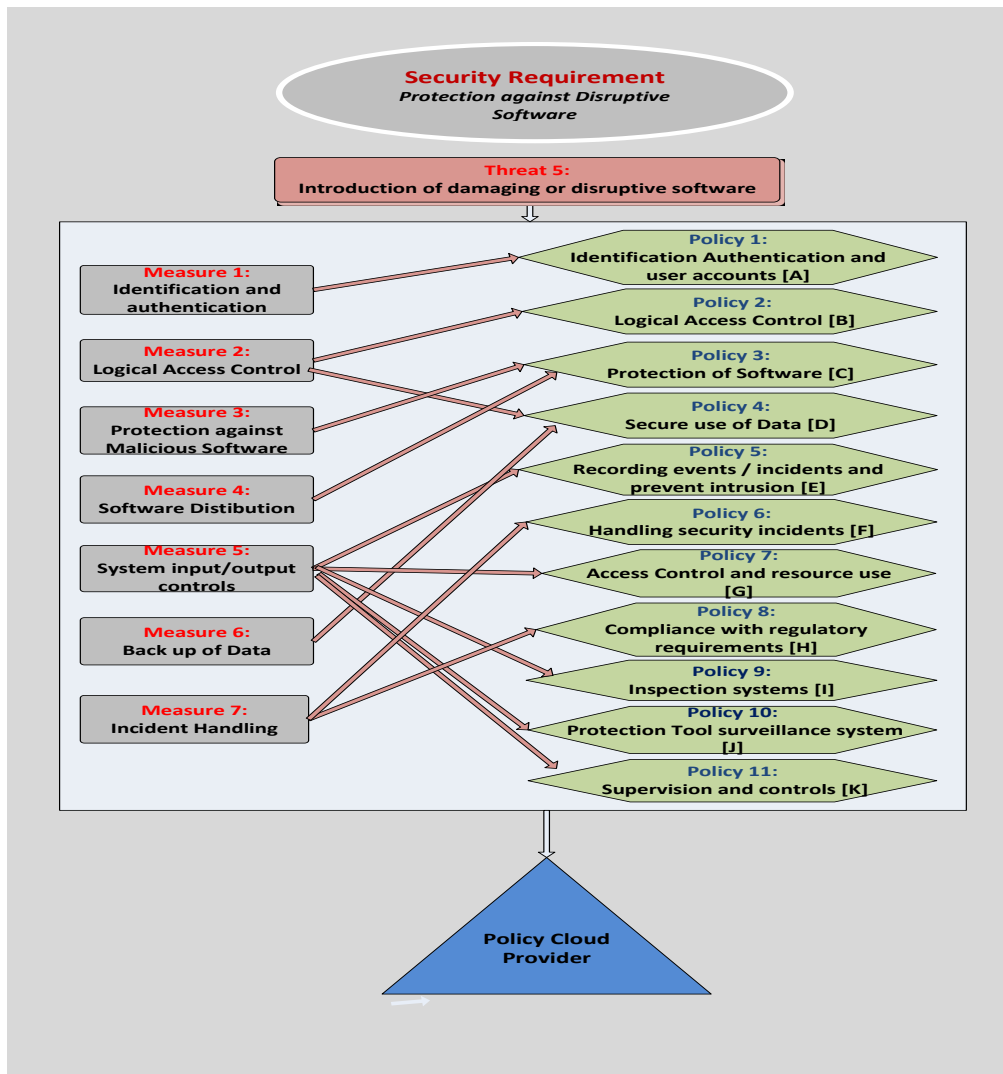 Security Requirement
Protection against Disruptive
Software
Threat 5:
Introduction of damaging or disruptive software
Measure 1:
Identification and
authentication
Measure 2:
Logical Access Control
Measure 3:
Protection against
Malicious Software
Measure 4:
Software Distibution
Measure 5:
System input/output
controls
Measure 6:
Back up of Data
Measure 7:
Incident Handling
Policy 1:
Identification Authentication and
user accounts [A]
Policy 2:
Logical Access Control [B]
Policy 3:
Protection of Software [C]
Policy 4:
Secure use of Data [D]
Policy 5:
Recording events / incidents and
prevent intrusion [E]
Policy 6:
Handling security incidents [F]
Policy 7:
Access Control and resource use
[G]
Policy 8:
Compliance with regulatory
requirements [H]
Policy 9:
Inspection systems [I]
Policy 10:
Protection Tool surveillance system
[J]
Policy 11:
Supervision and controls [K]
Policy Cloud
Provider